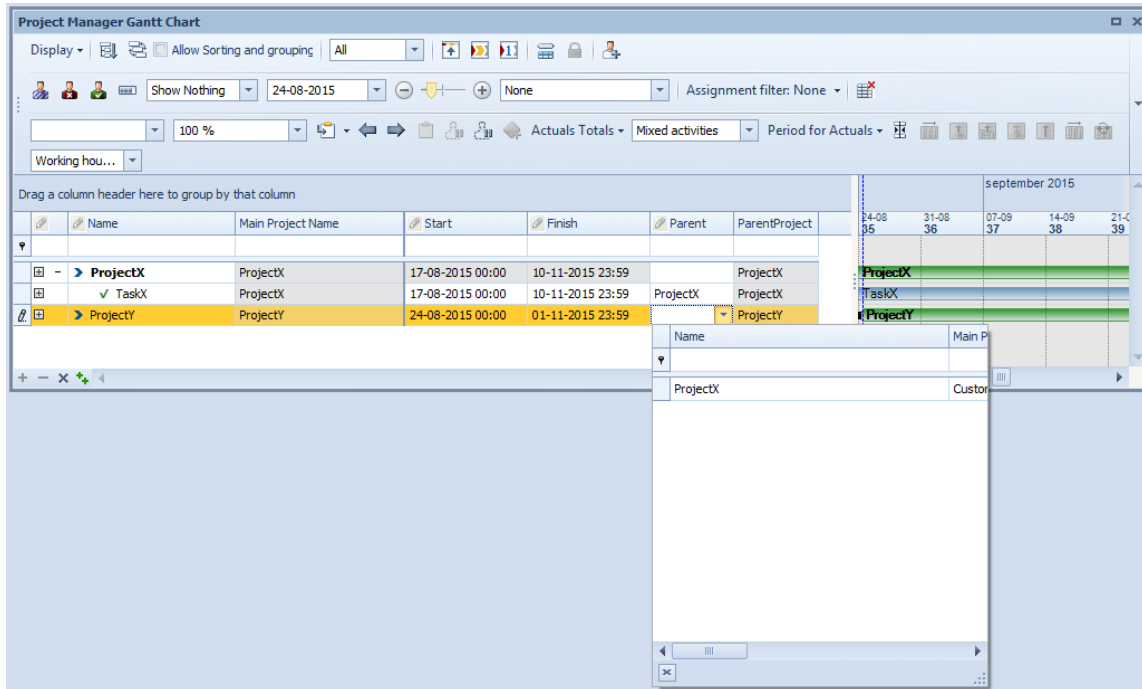 Project Manager Gantt Chart
Display Allow Sorting and grouping All
Show Nothing 24-08-2015 None Assignment filter: None
100 % Actuals Totals Mixed activities Period for Actuals
Working hou...
Drag a column header here to group by that column
september 2015
Name Main Project Name Start Finish Parent ParentProject 24-08 31-08 07-09 14-09
35 36 37 38 39
ProjectX ProjectX 17-08-2015 00:00 10-11-2015 23:59 ProjectX ProjectX
TaskX ProjectX 17-08-2015 00:00 10-11-2015 23:59 ProjectX ProjectX TaskX
ProjectY ProjectY 24-08-2015 00:00 01-11-2015 23:59 ProjectY ProjectY
Name Main P
ProjectX Custor